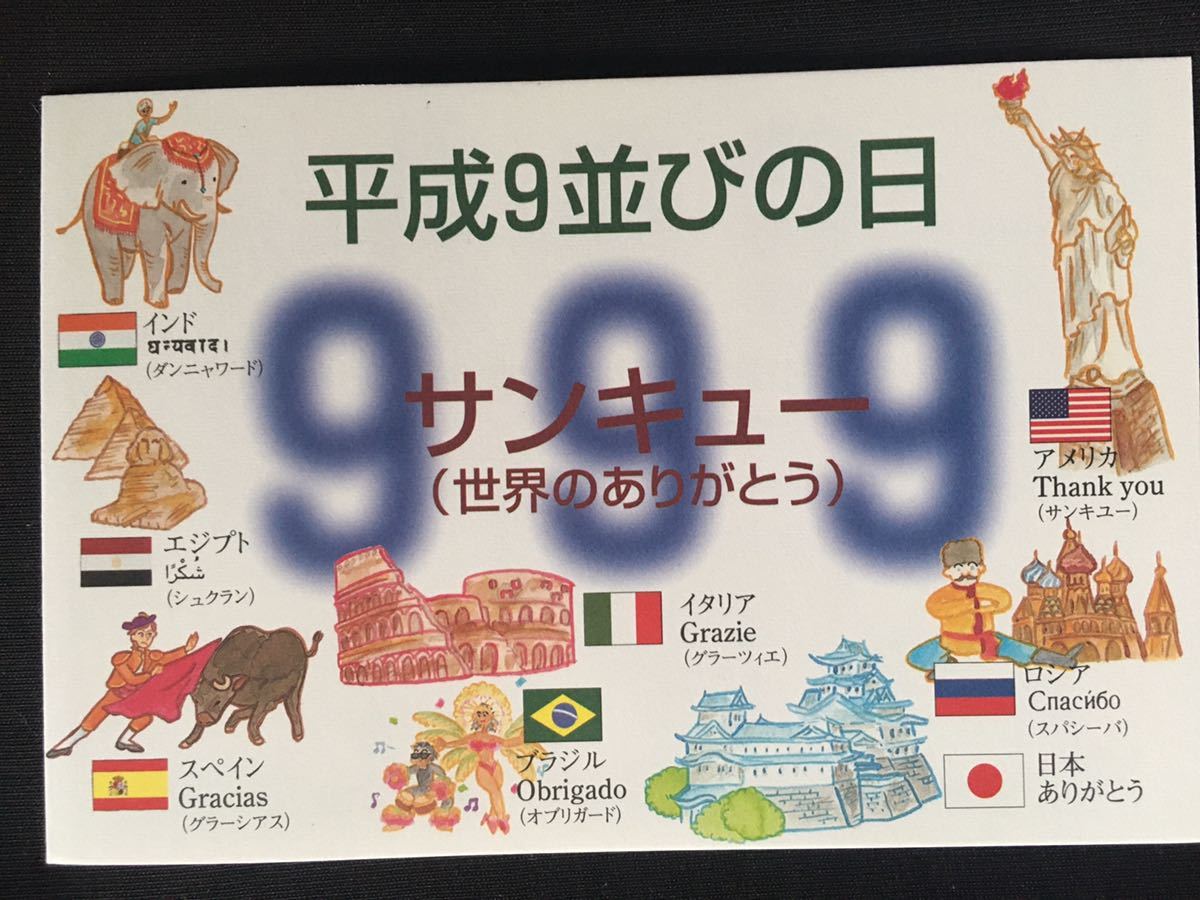 平成9並びの日
999
サンキュー
(世界のありがとう)
インド
धन्यवाद।
(ダンニャワード)
エジプト
شُكْرًا
(シュクラン)
スペイン
Gracias
(グラーシアス)
イタリア
Grazie
(グラーツィエ)
ブラジル
Obrigado
(オブリガード)
アメリカ
Thank you
(サンキユー)
ロシア
Спаси́бо
(スパシーバ)
日本
ありがとう